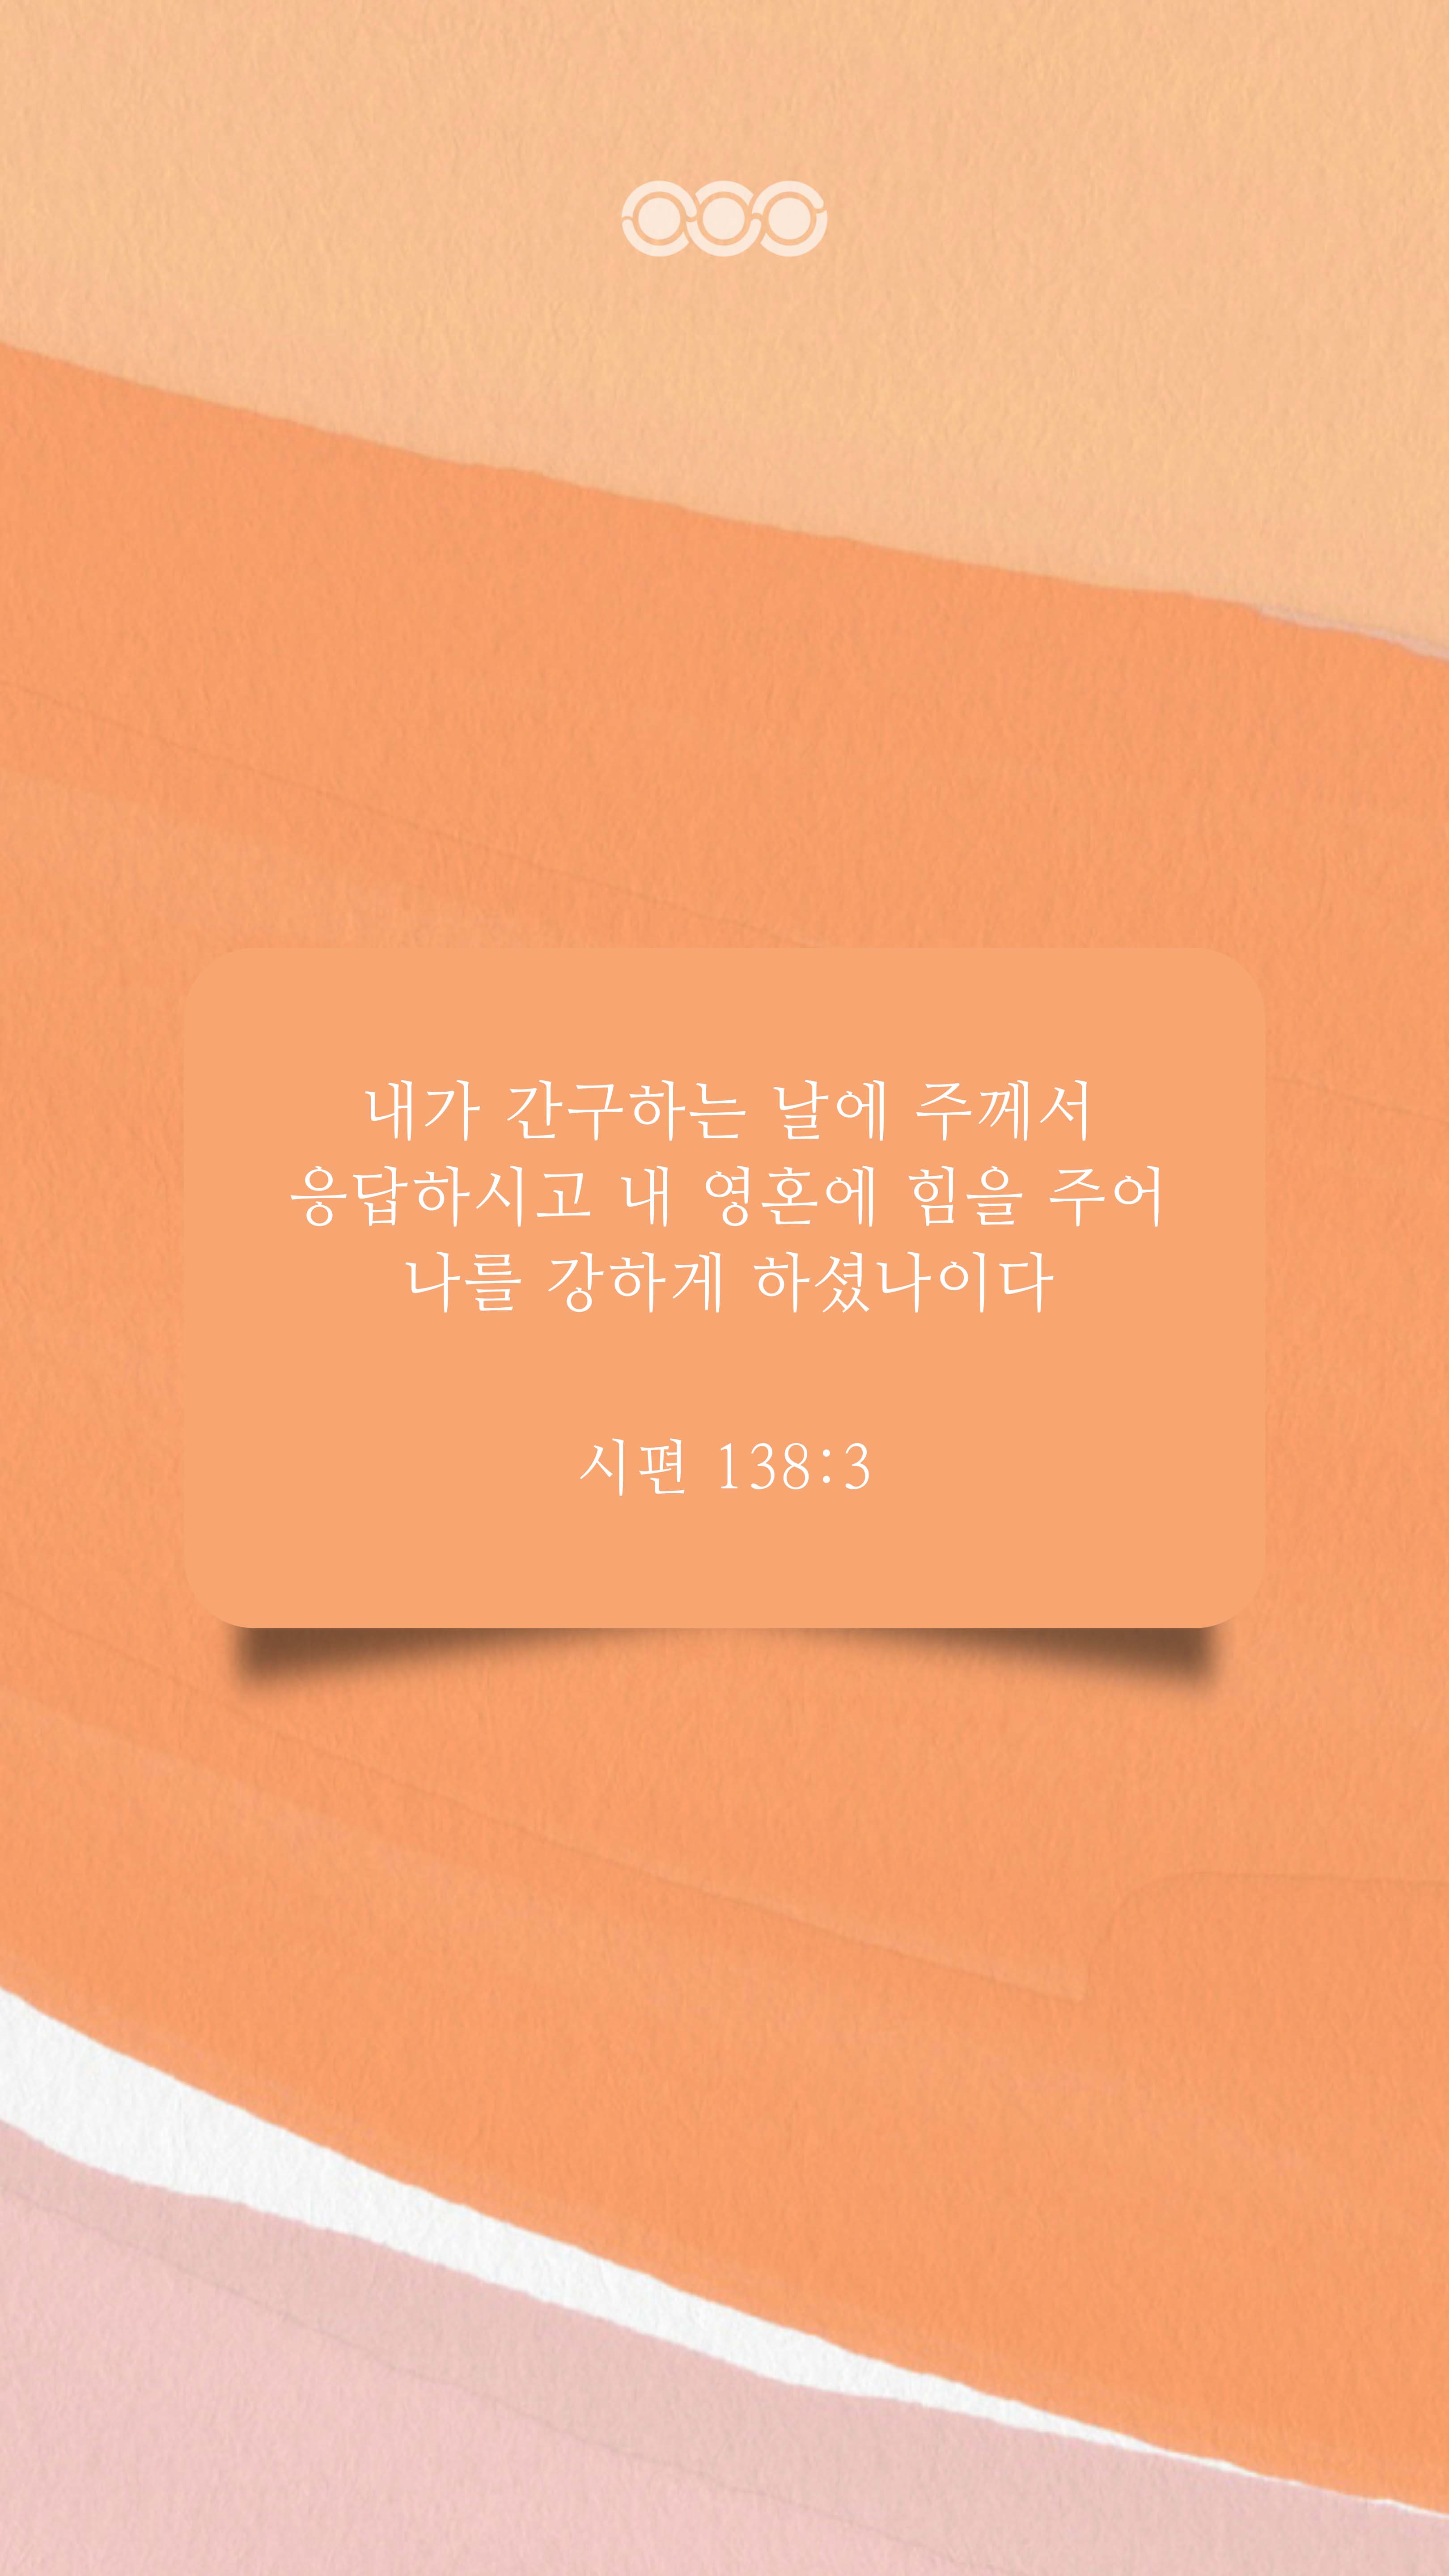 내가 간구하는 날에 주께서
응답하시고 내 영혼에 힘을 주어
나를 강하게 하셨나이다
시편 138:3